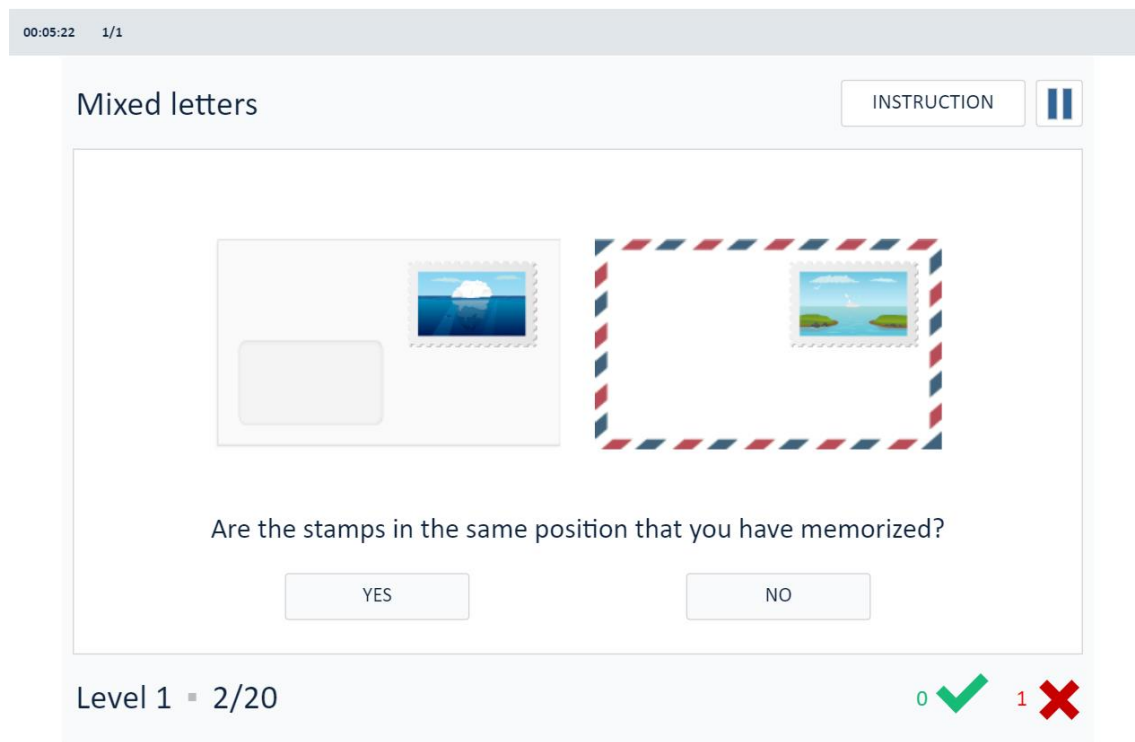 00:05:22 1/1
Mixed letters
INSTRUCTION
Are the stamps in the same position that you have memorized?
YES NO
Level 1 ▪ 2/20
0 1